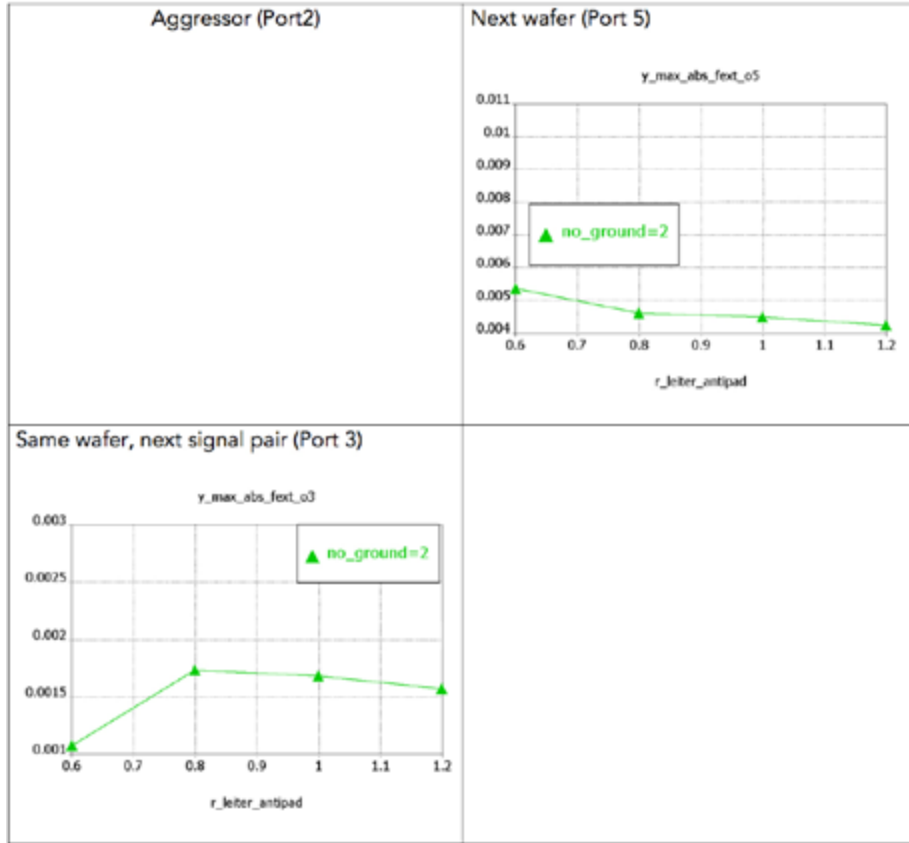 Aggressor (Port2)
Next wafer (Port 5)
y_max_abs_fext_o5
0.011
0.01
0.009
0.008
0.007
0.006
0.005
0.004
no_ground=2
0.6 0.7 0.8 0.9 1 1.1 1.2
r_leiter_antipad
Same wafer, next signal pair (Port 3)
y_max_abs_fext_o3
0.003
0.0025
0.002
0.0015
0.001
no_ground=2
0.6 0.7 0.8 0.9 1 1.1 1.2
r_leiter_antipad